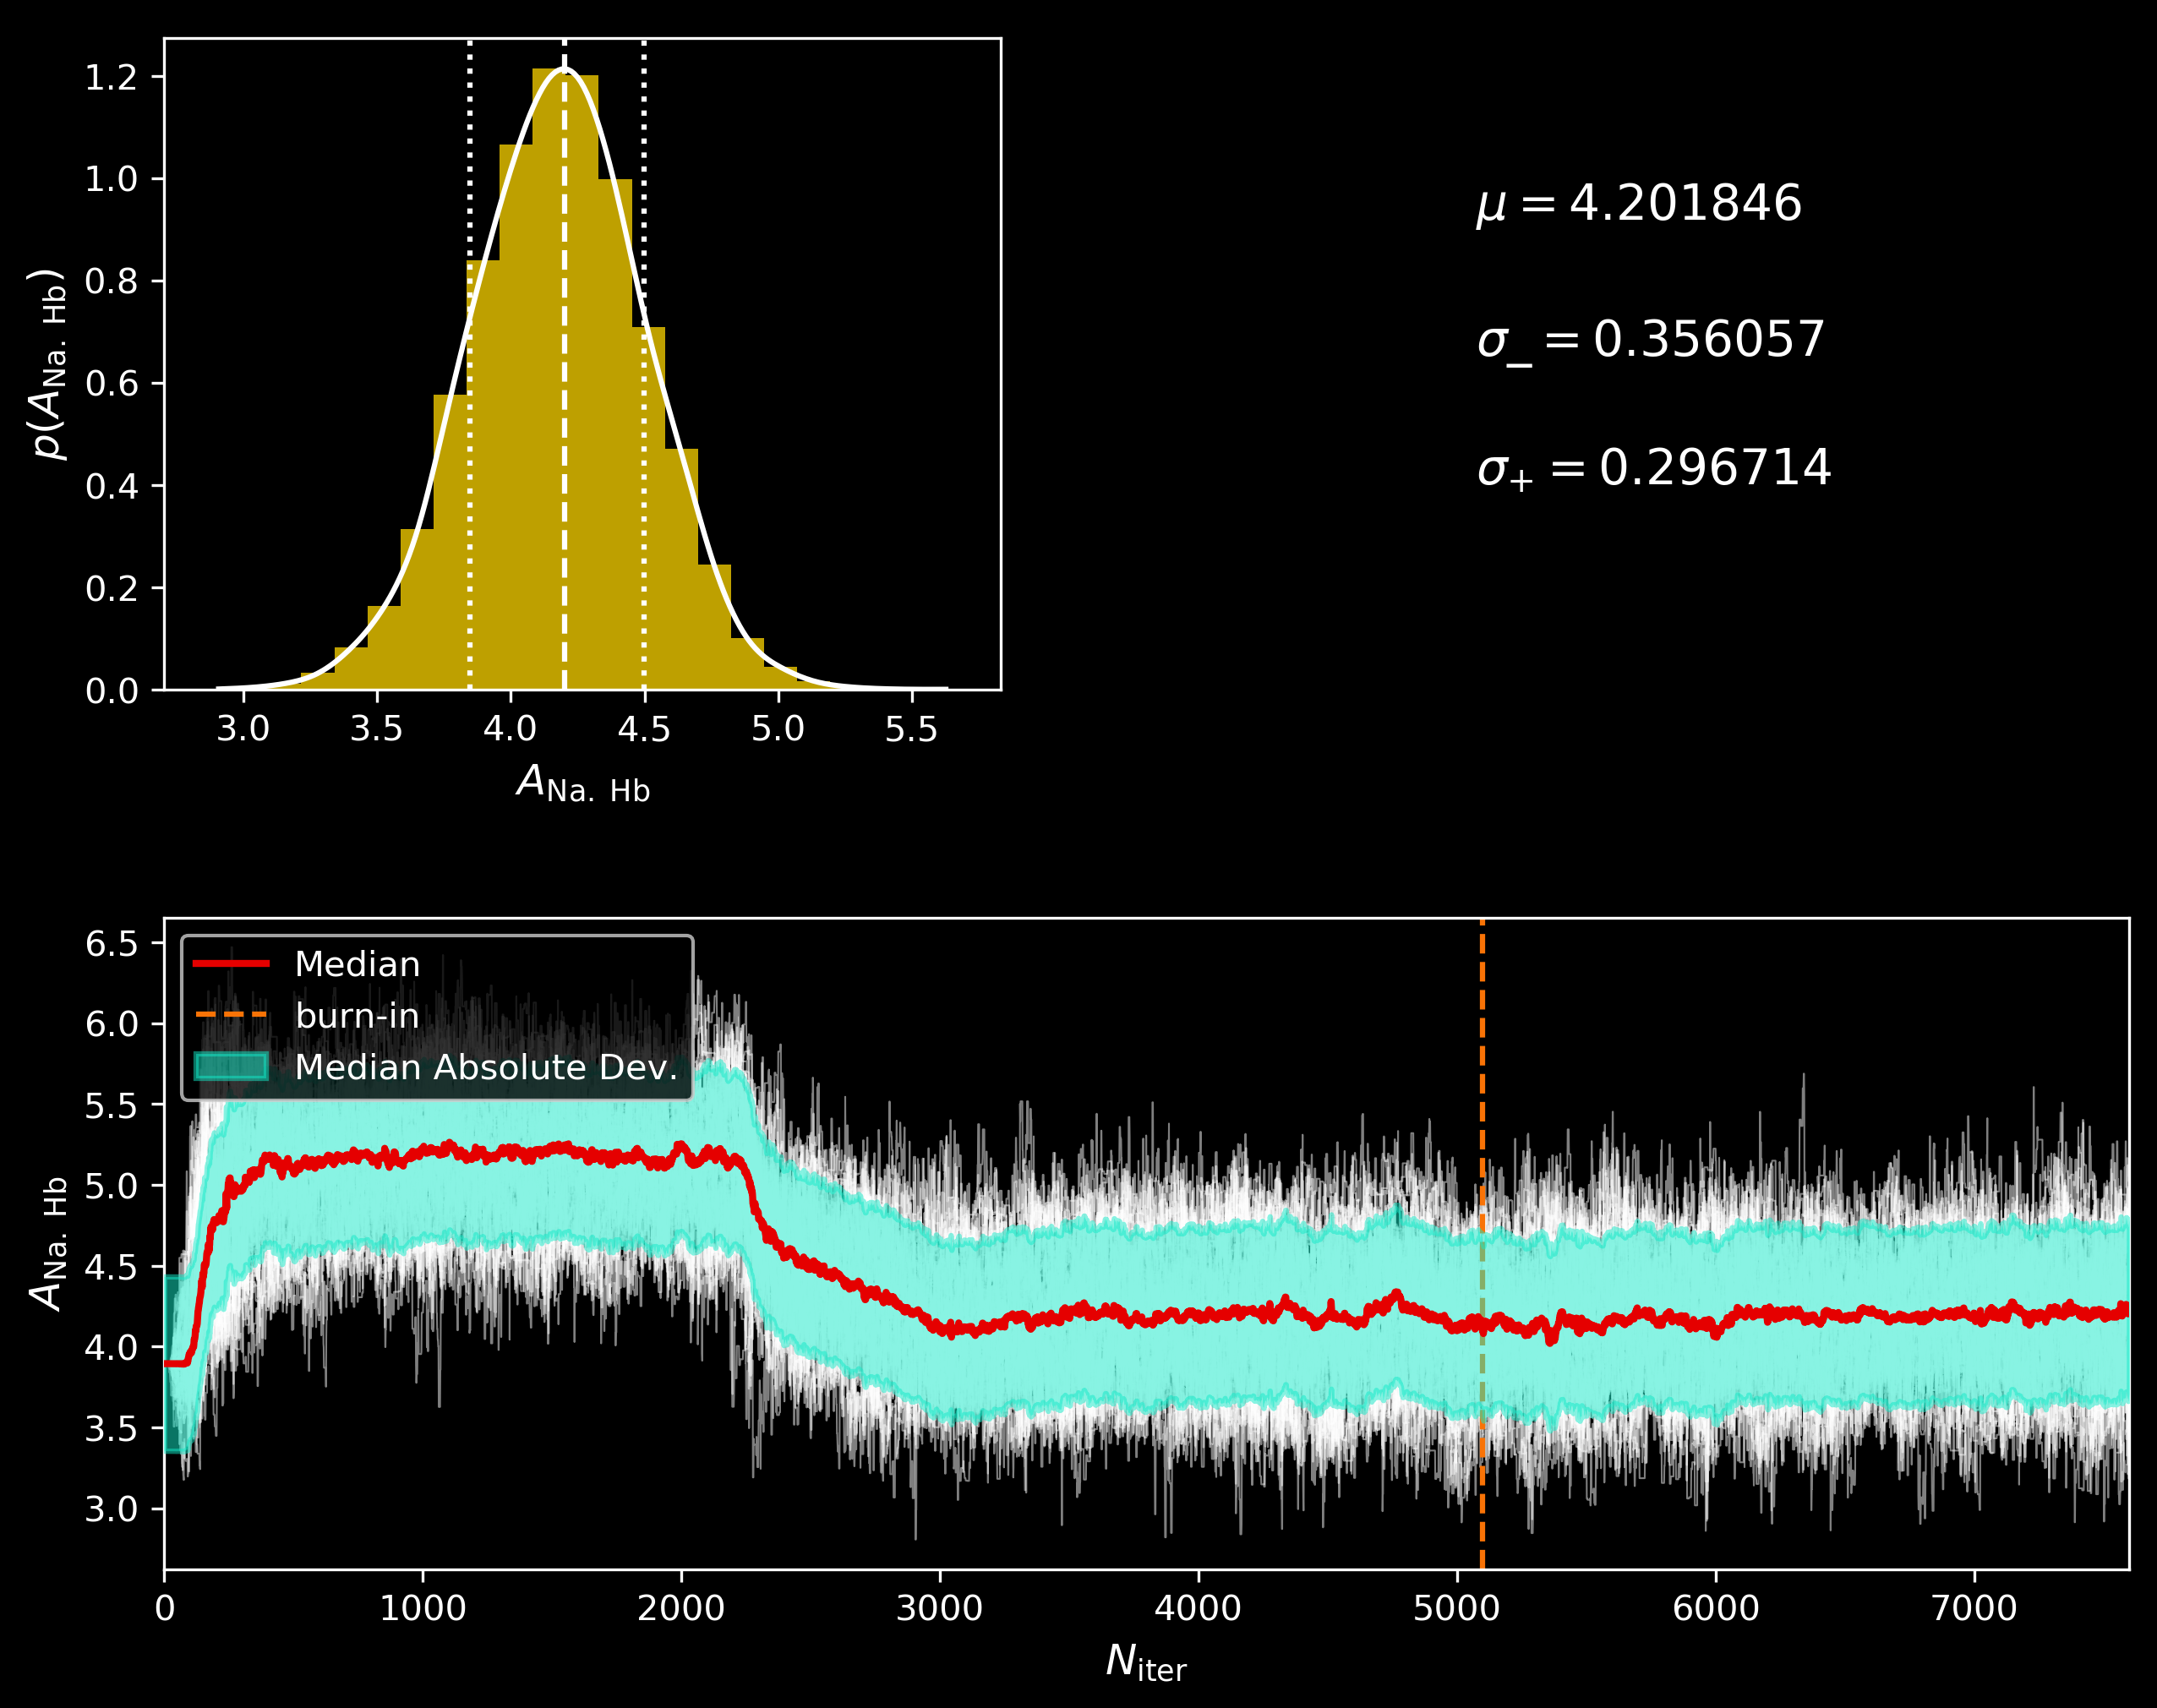 1.2
1.0
0.8
0.6
0.4
0.2
0.0
p(A_Na. Hb)
3.0 3.5 4.0 4.5 5.0 5.5
A_Na. Hb
μ = 4.201846
σ_− = 0.356057
σ_+ = 0.296714
6.5
6.0
5.5
5.0
4.5
4.0
3.5
3.0
A_Na. Hb
Median
burn-in
Median Absolute Dev.
0 1000 2000 3000 4000 5000 6000 7000
N_iter